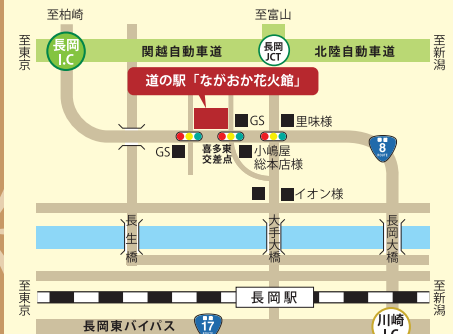 至柏崎
至富山
至東京
長岡
I.C
関越自動車道
長岡
JCT
北陸自動車道
至新潟
道の駅「ながおか花火館」
GS
里味様
GS
喜多東
交差点
小嶋屋
総本店様
8
イオン様
長生橋
大手大橋
長岡大橋
至東京
長岡駅
至新潟
長岡東バイパス
17
川崎
I.C